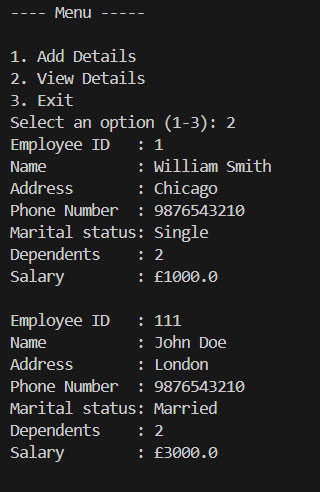 ---- Menu -----
1. Add Details
2. View Details
3. Exit
Select an option (1-3): 2
Employee ID   : 1
Name          : William Smith
Address       : Chicago
Phone Number  : 9876543210
Marital status: Single
Dependents    : 2
Salary        : £1000.0
Employee ID   : 111
Name          : John Doe
Address       : London
Phone Number  : 9876543210
Marital status: Married
Dependents    : 2
Salary        : £3000.0